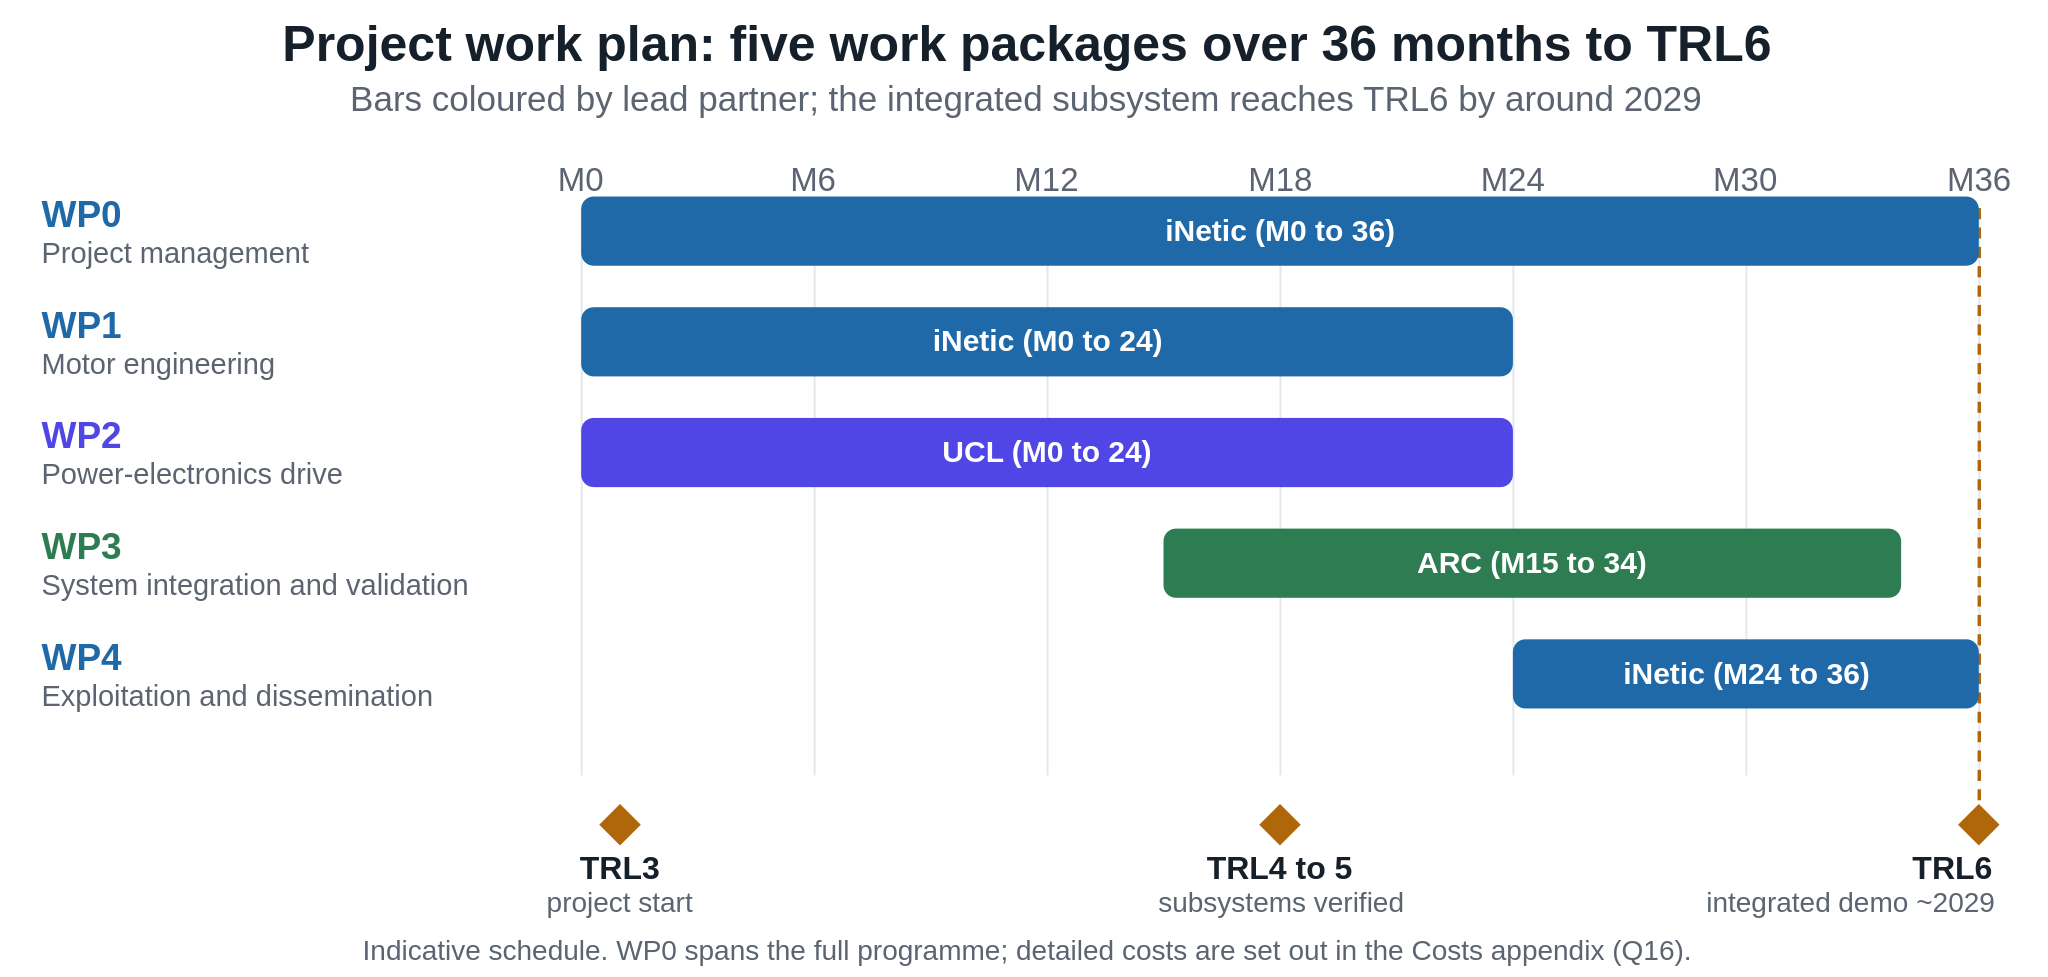 Project work plan: five work packages over 36 months to TRL6
Bars coloured by lead partner; the integrated subsystem reaches TRL6 by around 2029
M0 M6 M12 M18 M24 M30 M36
WP0
Project management
iNetic (M0 to 36)
WP1
Motor engineering
iNetic (M0 to 24)
WP2
Power-electronics drive
UCL (M0 to 24)
WP3
System integration and validation
ARC (M15 to 34)
WP4
Exploitation and dissemination
iNetic (M24 to 36)
TRL3
project start
TRL4 to 5
subsystems verified
TRL6
integrated demo ~2029
Indicative schedule. WP0 spans the full programme; detailed costs are set out in the Costs appendix (Q16).